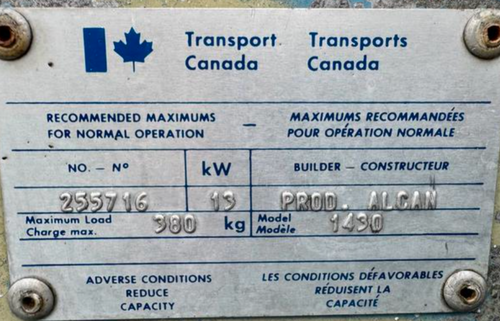 Transport Transports
Canada Canada
RECOMMENDED MAXIMUMS – MAXIMUMS RECOMMANDÉES
FOR NORMAL OPERATION POUR OPÉRATION NORMALE
NO. – Nº kW BUILDER – CONSTRUCTEUR
255716 13 PROD. ALCAN
Maximum Load 380 kg Model 1430
Charge max. Modèle
ADVERSE CONDITIONS LES CONDITIONS DÉFAVORABLES
REDUCE RÉDUISENT LA
CAPACITY CAPACITÉ